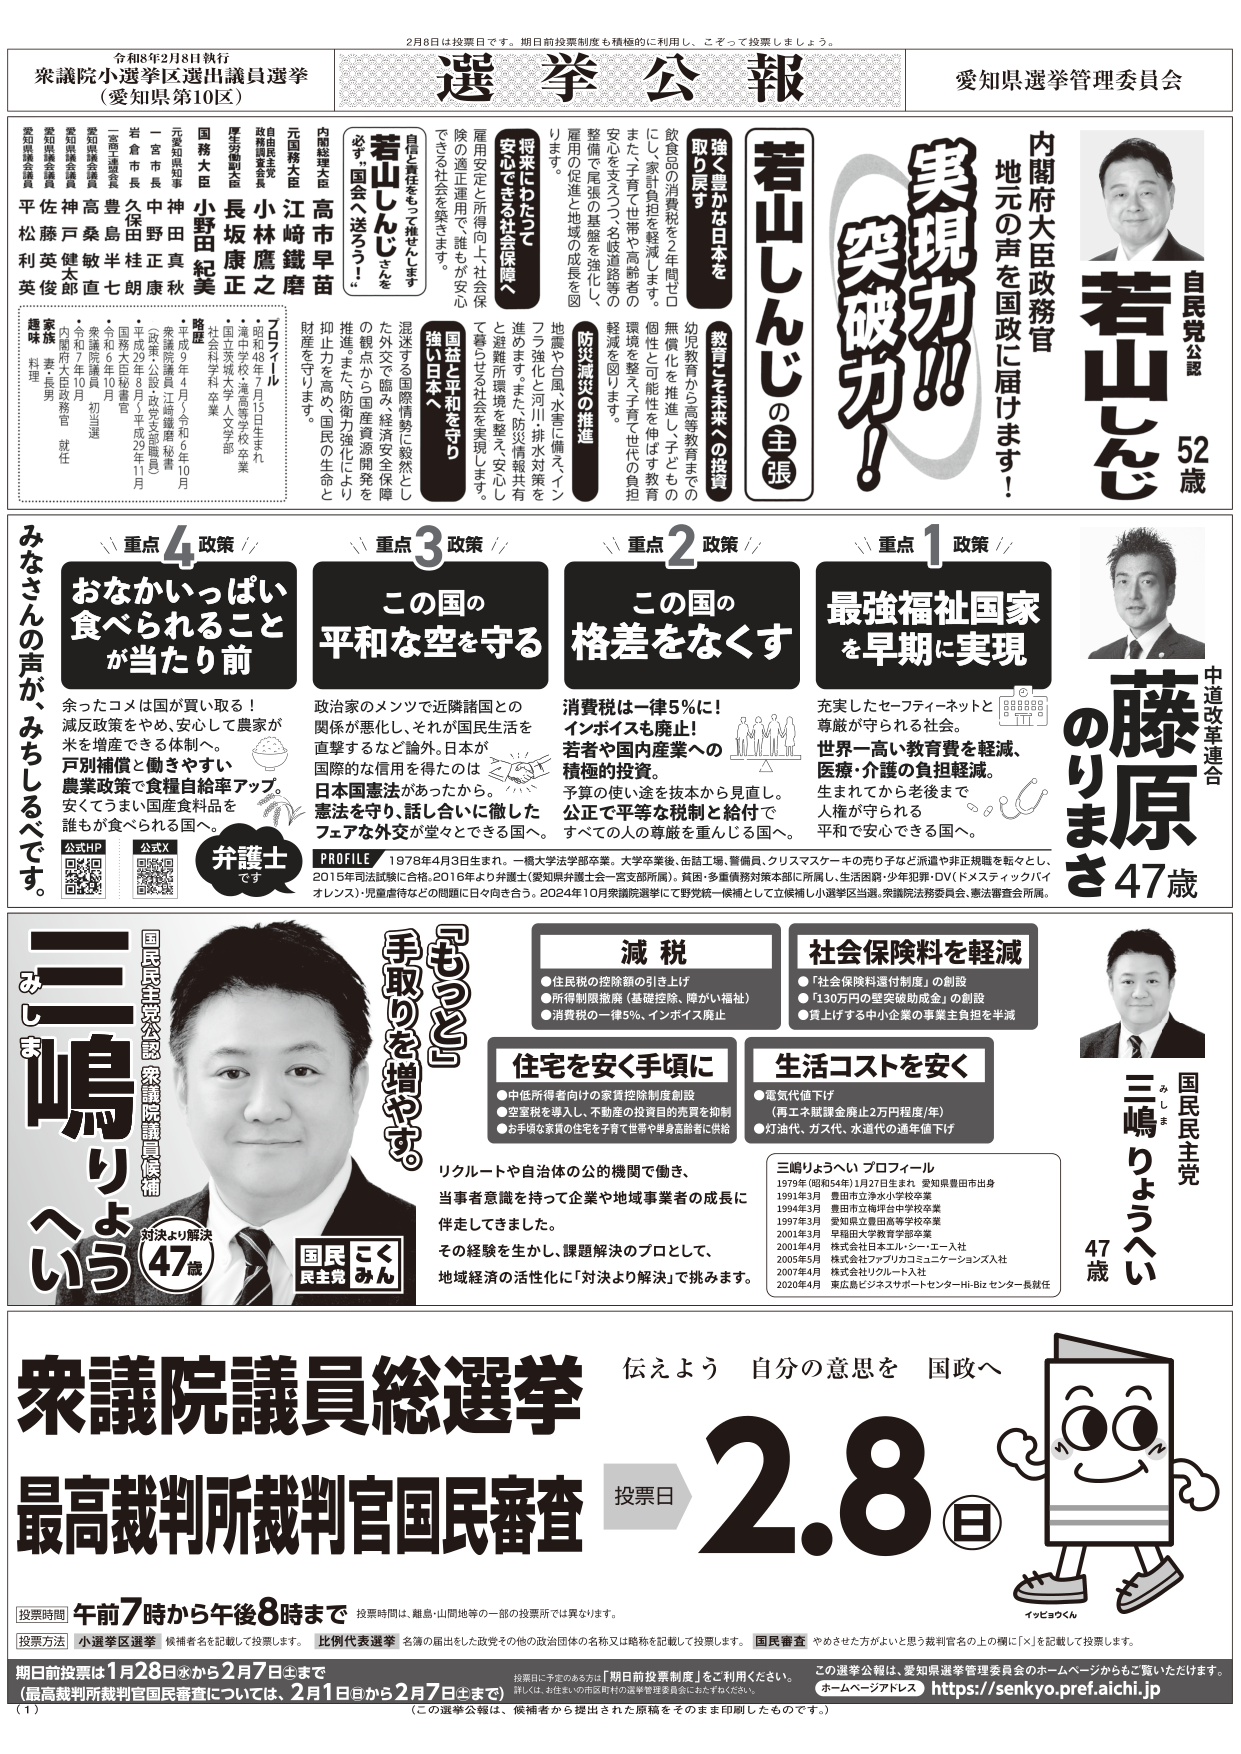 2月8日は投票日です。期日前投票制度も積極的に利用し、こぞって投票しましょう。
令和8年2月8日執行
衆議院小選挙区選出議員選挙
（愛知県第10区）
選挙公報
愛知県選挙管理委員会
自民党公認
若山しんじ
52歳
内閣府大臣政務官
地元の声を国政に届けます！
実現力!!
突破力！
若山しんじの主張
強く豊かな日本を
取り戻す
飲食品の消費税を2年間ゼロ
にし、家計負担を軽減します。
また、子育て世帯や高齢者の
安心を支えつつ、名岐道路等の
整備で尾張の基盤を強化し、
雇用の促進と地域の成長を図
ります。
教育こそ未来への投資
幼児教育から高等教育までの
無償化を推進し、子どもの
個性と可能性を伸ばす教育
環境を整え、子育て世代の負担
軽減を図ります。
将来にわたって
安心できる社会保障へ
雇用安定と所得向上、社会保
険の適正運用で、誰もが安心
できる社会を築きます。
防災減災の推進
地震や台風、水害に備え、イン
フラ強化と河川・排水対策を
進めます。また、防災情報共有
と避難所環境を整え、安心し
て暮らせる社会を実現します。
国益と平和を守り
強い日本へ
混迷する国際情勢に毅然とし
た外交で臨み、経済安全保障
の観点から国産資源開発を
推進。また、防衛力強化により
抑止力を高め、国民の生命と
財産を守ります。
自信と責任をもって推せんします
若山しんじさんを
必ず“国会へ送ろう！”
内閣総理大臣 高市早苗
元国務大臣 江﨑鐵磨
自由民主党政務調査会長 小林鷹之
厚生労働副大臣 長坂康正
国務大臣 小野田紀美
元愛知県知事 神田真秋
一宮市長 中野正康
岩倉市長 久保田桂朗
一宮商工連盟会長 豊島半七
愛知県議会議員 高桑敏直
愛知県議会議員 神戸健太郎
愛知県議会議員 佐藤英俊
愛知県議会議員 平松利英
プロフィール
・昭和48年7月15日生まれ
・滝中学校・滝高等学校 卒業
・国立茨城大学 人文学部
社会科学科 卒業
略歴
・平成9年4月～令和6年10月
衆議院議員 江﨑鐵磨 秘書
（政策・公設・政党支部職員）
・平成29年8月～平成29年11月
国務大臣秘書官
・令和6年10月
衆議院議員 初当選
・令和7年10月
内閣府大臣政務官 就任
家族 妻・長男
趣味 料理
中道改革連合
藤原のりまさ
47歳
重点1政策
最強福祉国家
を早期に実現
充実したセーフティーネットと
尊厳が守られる社会。
世界一高い教育費を軽減、
医療・介護の負担軽減。
生まれてから老後まで
人権が守られる
平和で安心できる国へ。
重点2政策
この国の
格差をなくす
消費税は一律5%に！
インボイスも廃止！
若者や国内産業への
積極的投資。
予算の使い途を抜本から見直し。
公正で平等な税制と給付で
すべての人の尊厳を重んじる国へ。
重点3政策
この国の
平和な空を守る
政治家のメンツで近隣諸国との
関係が悪化し、それが国民生活を
直撃するなど論外。日本が
国際的な信用を得たのは
日本国憲法があったから。
憲法を守り、話し合いに徹した
フェアな外交が堂々とできる国へ。
重点4政策
おなかいっぱい
食べられること
が当たり前
余ったコメは国が買い取る！
減反政策をやめ、安心して農家が
米を増産できる体制へ。
戸別補償と働きやすい
農業政策で食糧自給率アップ。
安くてうまい国産食料品を
誰もが食べられる国へ。
みなさんの声が、みちしるべです。
公式HP
公式X
弁護士
です
PROFILE 1978年4月3日生まれ。一橋大学法学部卒業。大学卒業後、缶詰工場、警備員、クリスマスケーキの売り子など派遣や非正規職を転々とし、
2015年司法試験に合格。2016年より弁護士(愛知県弁護士会一宮支部所属)。貧困・多重債務対策本部に所属し、生活困窮・少年犯罪・DV(ドメスティックバイ
オレンス)・児童虐待などの問題に日々向き合う。2024年10月衆議院選挙にて野党統一候補として立候補し小選挙区当選。衆議院法務委員会、憲法審査会所属。
国民民主党
三嶋りょうへい
みしま
47歳
減税
●住民税の控除額の引き上げ
●所得制限撤廃（基礎控除、障がい福祉）
●消費税の一律5%、インボイス廃止
社会保険料を軽減
●「社会保険料還付制度」の創設
●「130万円の壁突破助成金」の創設
●賃上げする中小企業の事業主負担を半減
住宅を安く手頃に
●中低所得者向けの家賃控除制度創設
●空室税を導入し、不動産の投資目的売買を抑制
●お手頃な家賃の住宅を子育て世帯や単身高齢者に供給
生活コストを安く
●電気代値下げ
（再エネ賦課金廃止2万円程度/年）
●灯油代、ガス代、水道代の通年値下げ
『もっと』
手取りを増やす。
国民民主党公認 衆議院議員候補
三嶋りょうへい
みしま
対決より解決
47歳
国民民主党
こくみん
リクルートや自治体の公的機関で働き、
当事者意識を持って企業や地域事業者の成長に
伴走してきました。
その経験を生かし、課題解決のプロとして、
地域経済の活性化に「対決より解決」で挑みます。
三嶋りょうへい プロフィール
1979年(昭和54年)1月27日生まれ 愛知県豊田市出身
1991年3月 豊田市立浄水小学校卒業
1994年3月 豊田市立梅坪台中学校卒業
1997年3月 愛知県立豊田高等学校卒業
2001年3月 早稲田大学教育学部卒業
2001年4月 株式会社日本エル・シー・エー入社
2005年5月 株式会社ファブリカコミュニケーションズ入社
2007年4月 株式会社リクルート入社
2020年4月 東広島ビジネスサポートセンターHi-Biz センター長就任
衆議院議員総選挙
最高裁判所裁判官国民審査
伝えよう 自分の意思を 国政へ
投票日
2.8日
イッピョウくん
投票時間 午前7時から午後8時まで 投票時間は、離島・山間地等の一部の投票所では異なります。
投票方法 小選挙区選挙 候補者名を記載して投票します。 比例代表選挙 名簿の届出をした政党その他の政治団体の名称又は略称を記載して投票します。 国民審査 やめさせた方がよいと思う裁判官名の上の欄に「×」を記載して投票します。
期日前投票は1月28日㊌から2月7日㊏まで
（最高裁判所裁判官国民審査については、2月1日㊐から2月7日㊏まで）
投票日に予定のある方は「期日前投票制度」をご利用ください。
詳しくは、お住まいの市区町村の選挙管理委員会におたずねください。
この選挙公報は、愛知県選挙管理委員会のホームページからもご覧いただけます。
ホームページアドレス https://senkyo.pref.aichi.jp
（1）
（この選挙公報は、候補者から提出された原稿をそのまま印刷したものです。）